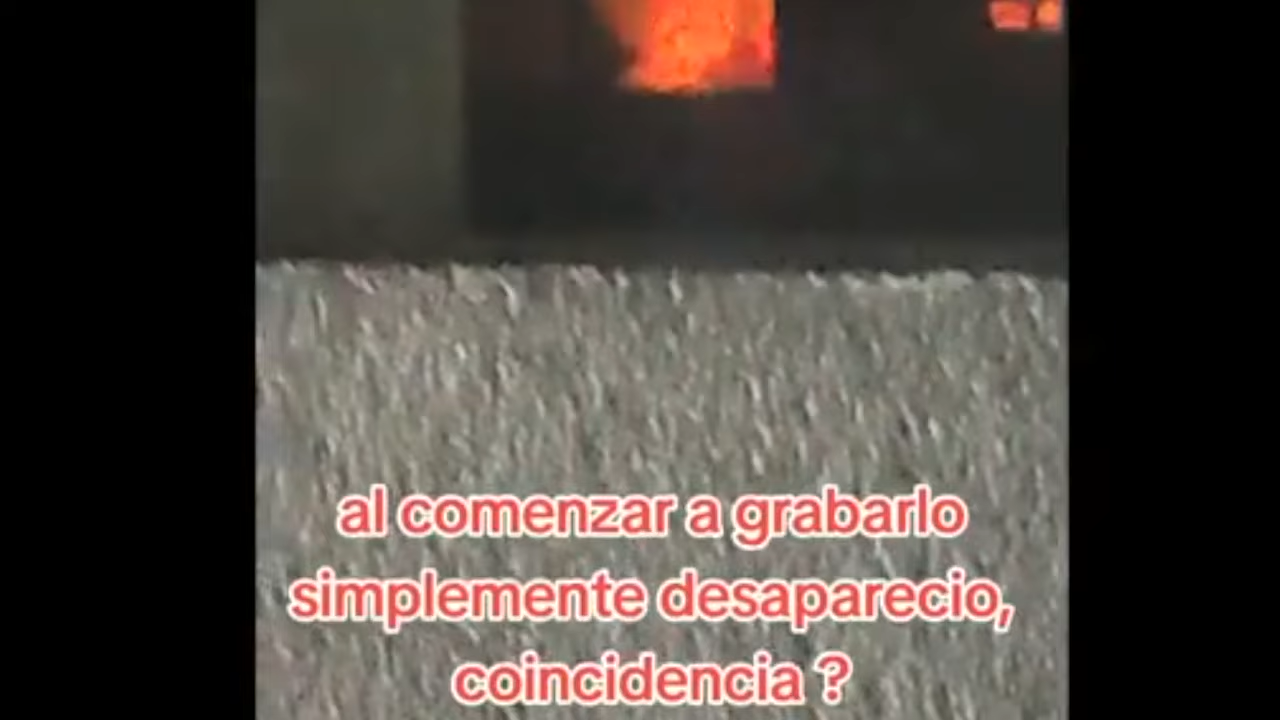 al comenzar a grabarlo
simplemente desaparecio,
coincidencia ?